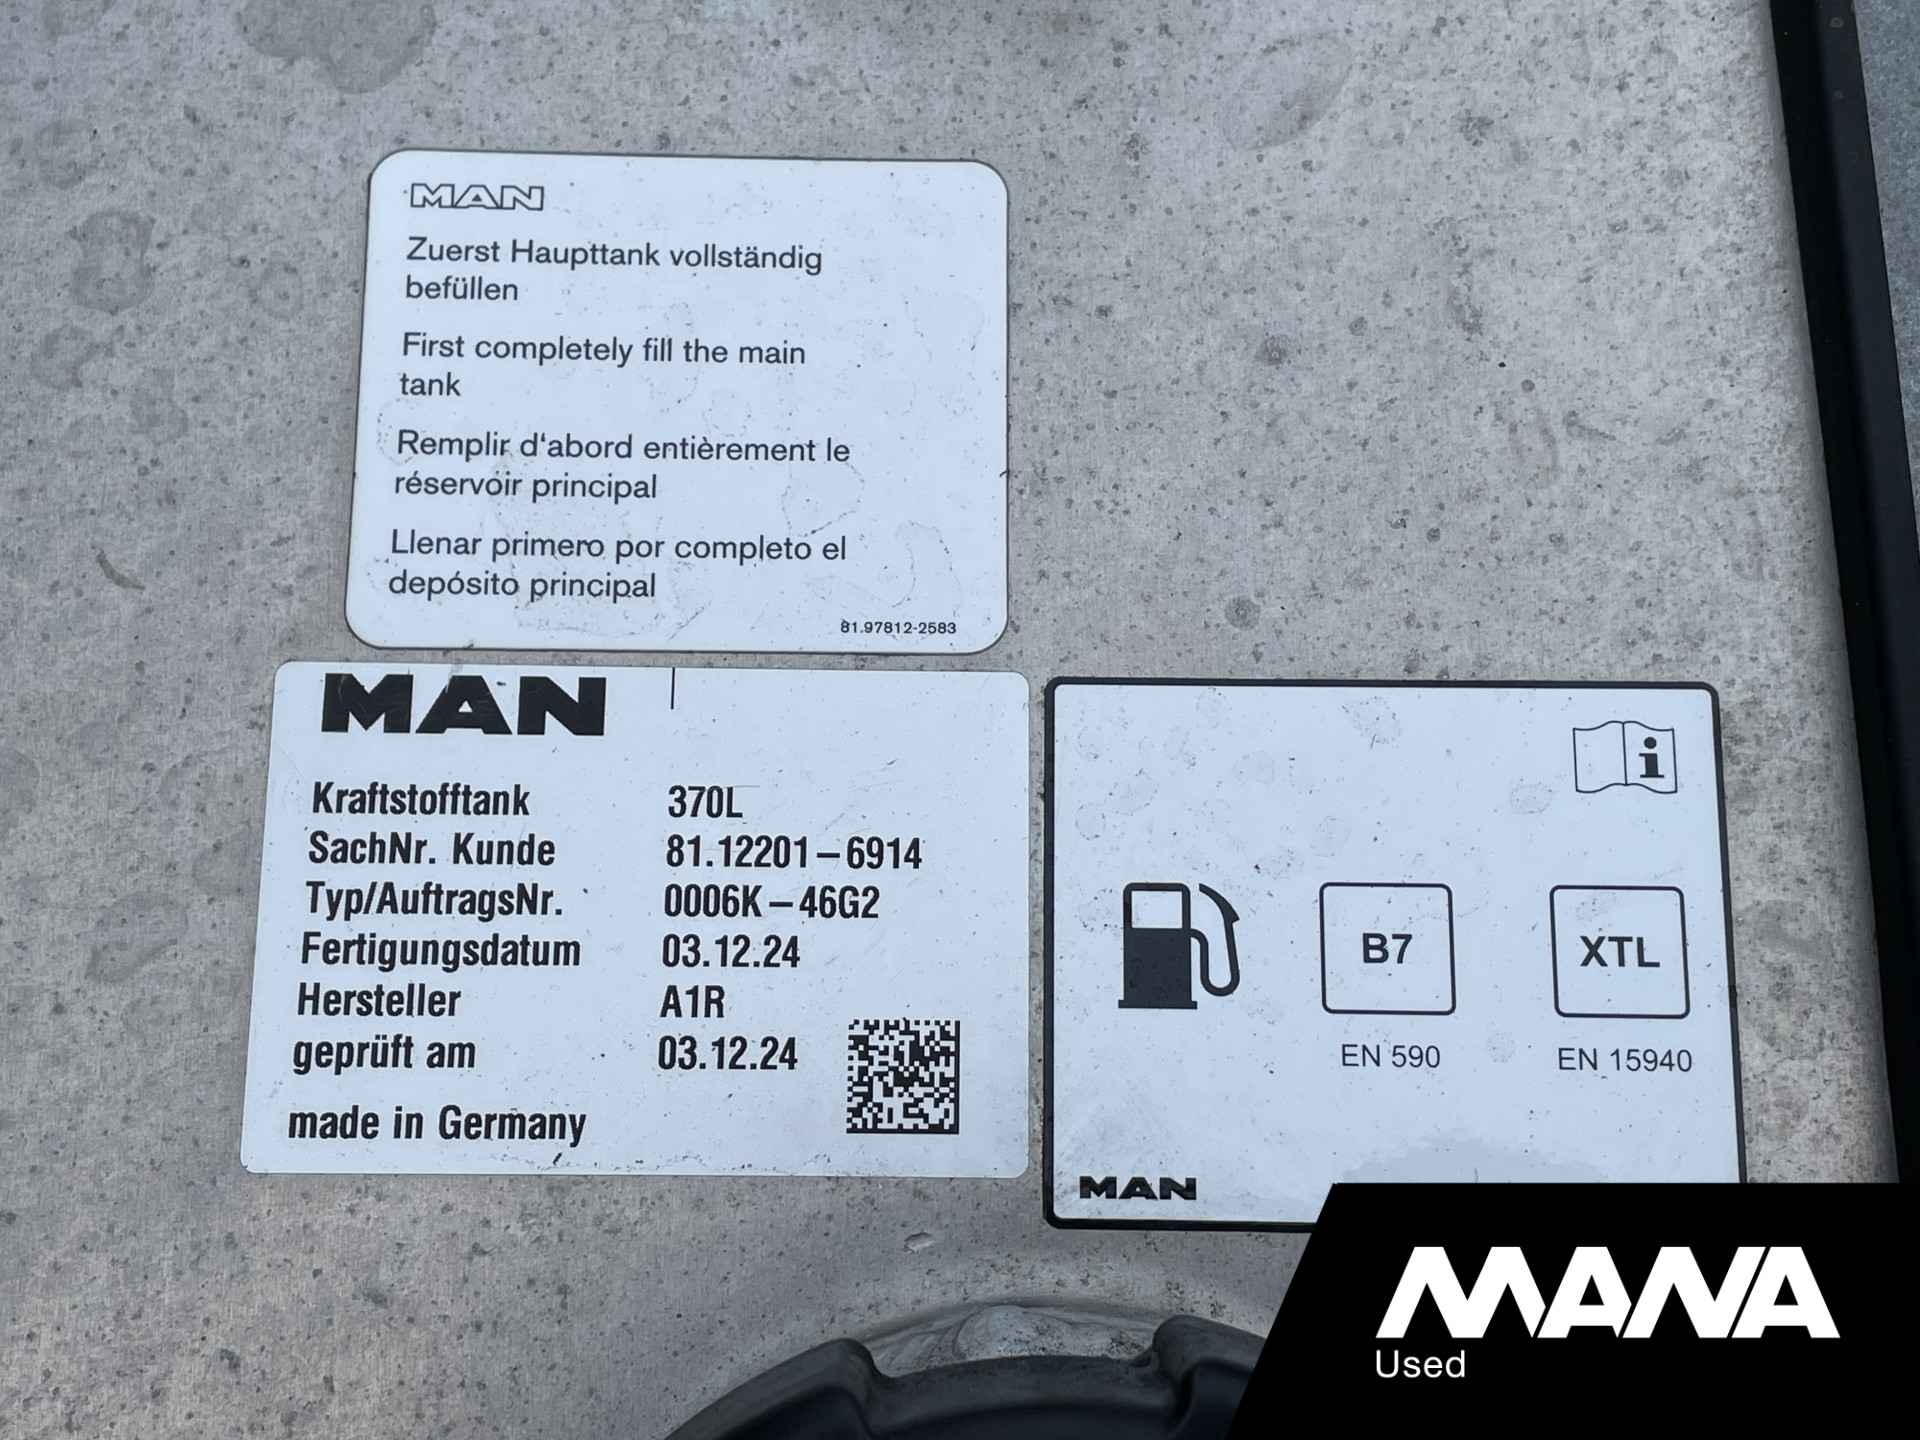 MAN
Zuerst Haupttank vollständig
befüllen
First completely fill the main
tank
Remplir d‘abord entièrement le
réservoir principal
Llenar primero por completo el
depósito principal
81.97812-2583
MAN
Kraftstofftank 370L
SachNr. Kunde 81.12201–6914
Typ/AuftragsNr. 0006K–46G2
Fertigungsdatum 03.12.24
Hersteller A1R
geprüft am 03.12.24
made in Germany
i
B7
XTL
EN 590
EN 15940
MAN
MANA
Used